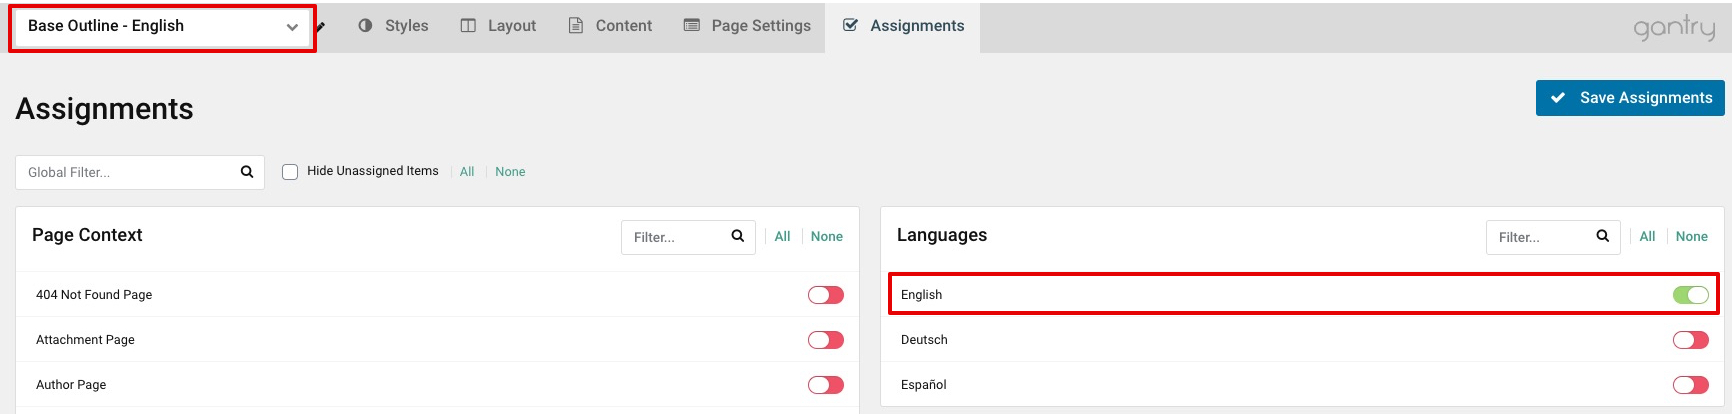 Base Outline - English
Styles
Layout
Content
Page Settings
Assignments
gantry
Assignments
Save Assignments
Global Filter...
Hide Unassigned Items
All
None
Page Context
Filter...
All
None
404 Not Found Page
Attachment Page
Author Page
Languages
Filter...
All
None
English
Deutsch
Español